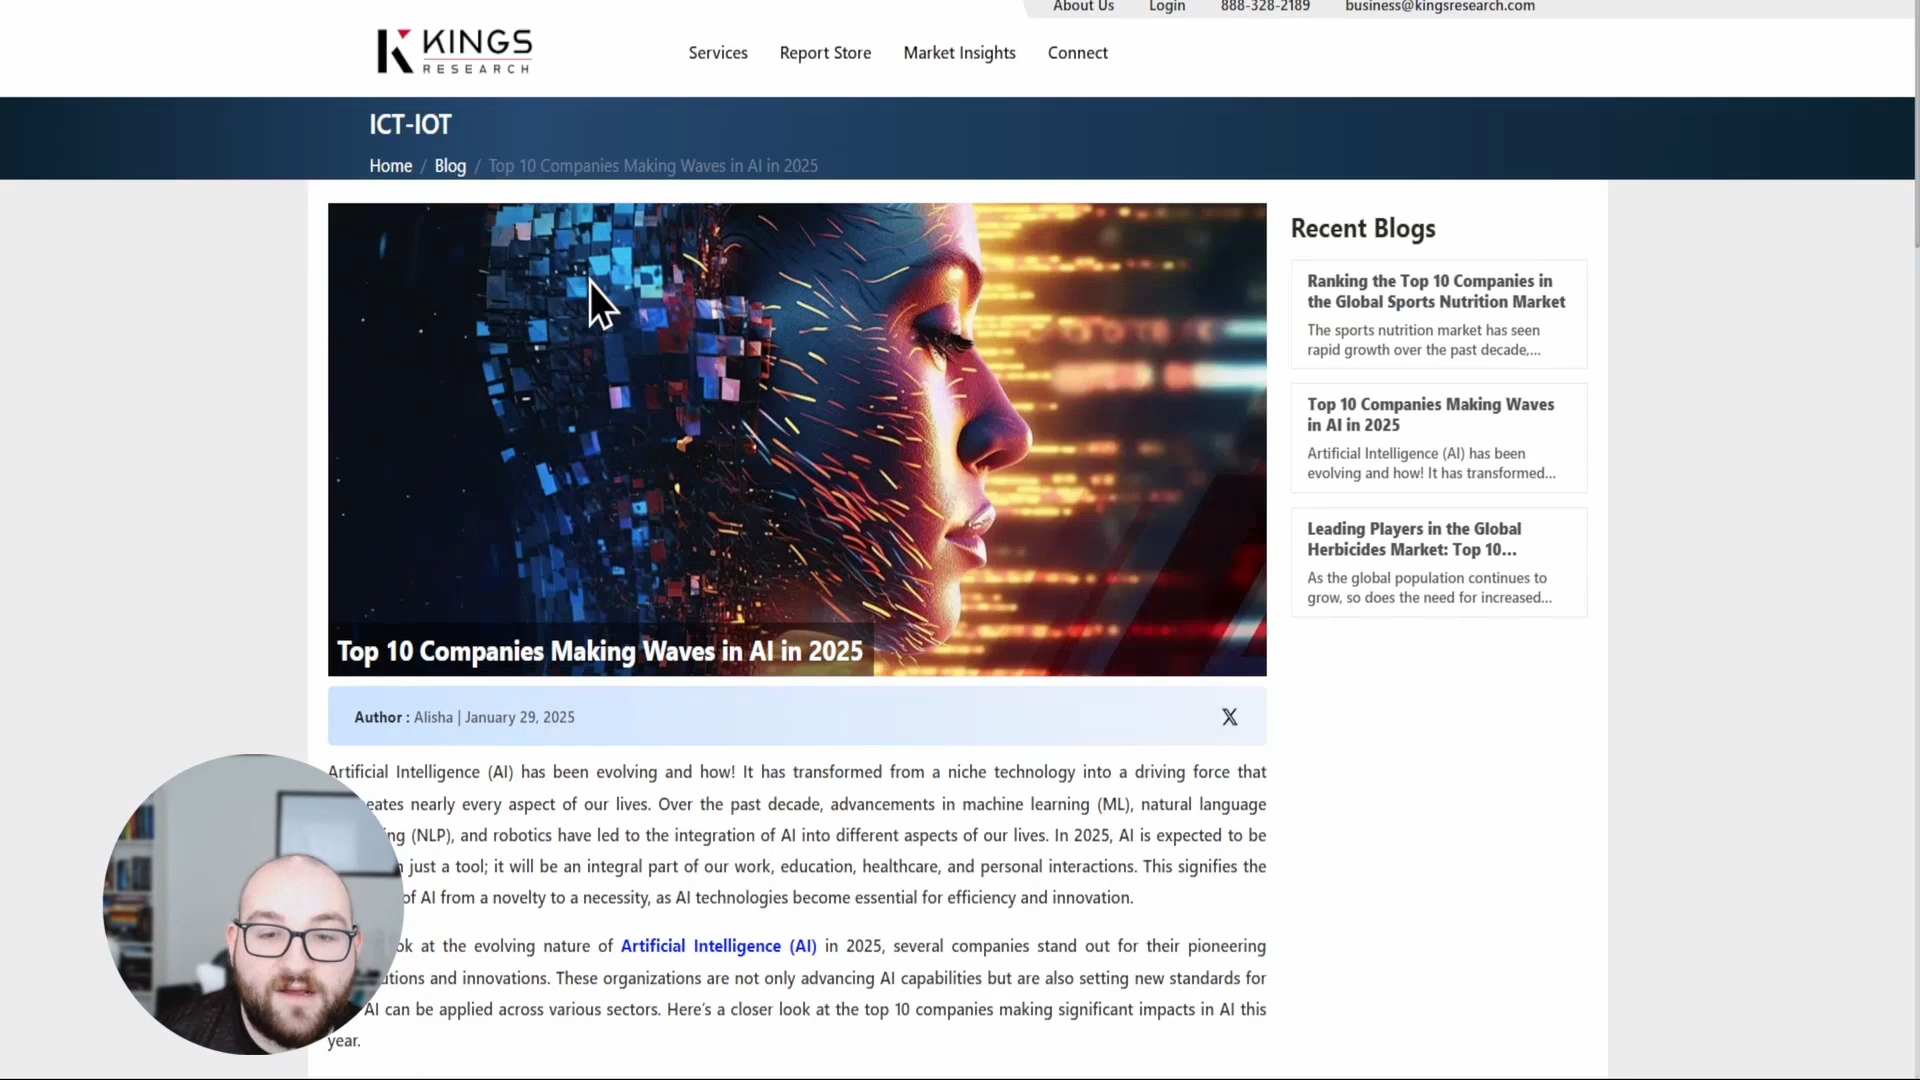 About Us Login 888-328-2189 business@kingsresearch.com
KINGS
RESEARCH
Services Report Store Market Insights Connect
ICT-IOT
Home / Blog / Top 10 Companies Making Waves in AI in 2025
Top 10 Companies Making Waves in AI in 2025
Author : Alisha | January 29, 2025
Artificial Intelligence (AI) has been evolving and how! It has transformed from a niche technology into a driving force that
eates nearly every aspect of our lives. Over the past decade, advancements in machine learning (ML), natural language
ng (NLP), and robotics have led to the integration of AI into different aspects of our lives. In 2025, AI is expected to be
just a tool; it will be an integral part of our work, education, healthcare, and personal interactions. This signifies the
of AI from a novelty to a necessity, as AI technologies become essential for efficiency and innovation.
ok at the evolving nature of Artificial Intelligence (AI) in 2025, several companies stand out for their pioneering
utions and innovations. These organizations are not only advancing AI capabilities but are also setting new standards for
AI can be applied across various sectors. Here's a closer look at the top 10 companies making significant impacts in AI this
year.
Recent Blogs
Ranking the Top 10 Companies in
the Global Sports Nutrition Market
The sports nutrition market has seen
rapid growth over the past decade,...
Top 10 Companies Making Waves
in AI in 2025
Artificial Intelligence (AI) has been
evolving and how! It has transformed...
Leading Players in the Global
Herbicides Market: Top 10...
As the global population continues to
grow, so does the need for increased...